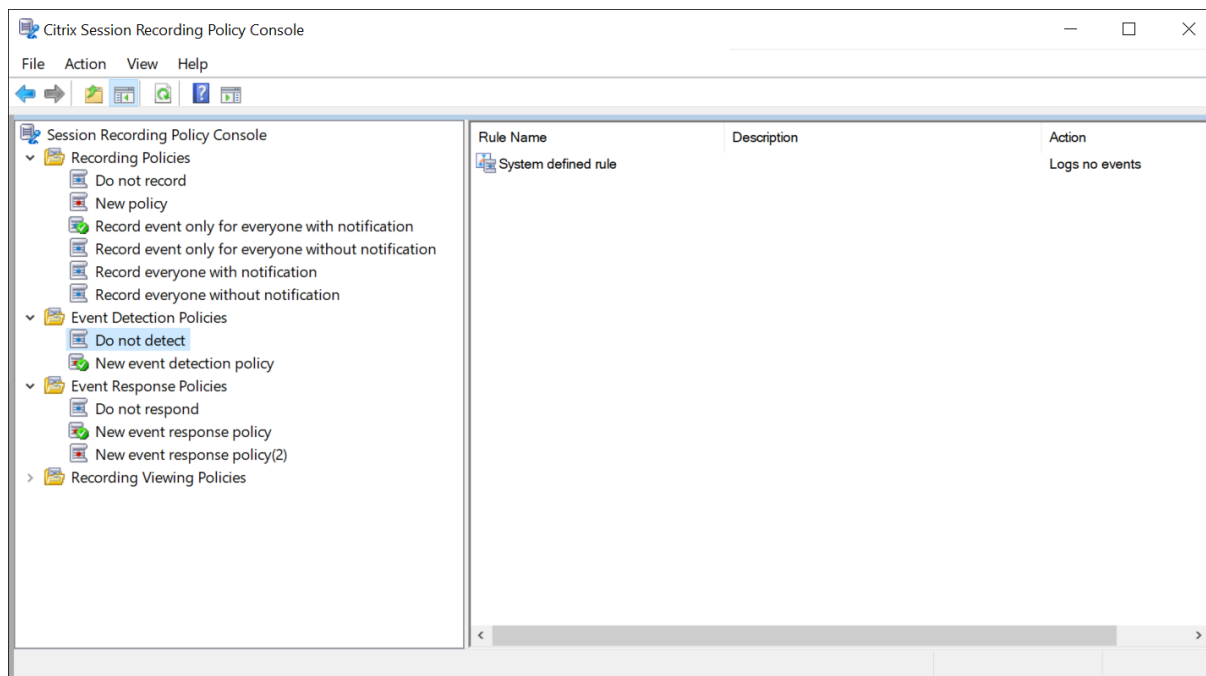 Citrix Session Recording Policy Console
File Action View Help
Session Recording Policy Console
Recording Policies
Do not record
New policy
Record event only for everyone with notification
Record event only for everyone without notification
Record everyone with notification
Record everyone without notification
Event Detection Policies
Do not detect
New event detection policy
Event Response Policies
Do not respond
New event response policy
New event response policy(2)
Recording Viewing Policies
Rule Name Description Action
System defined rule Logs no events